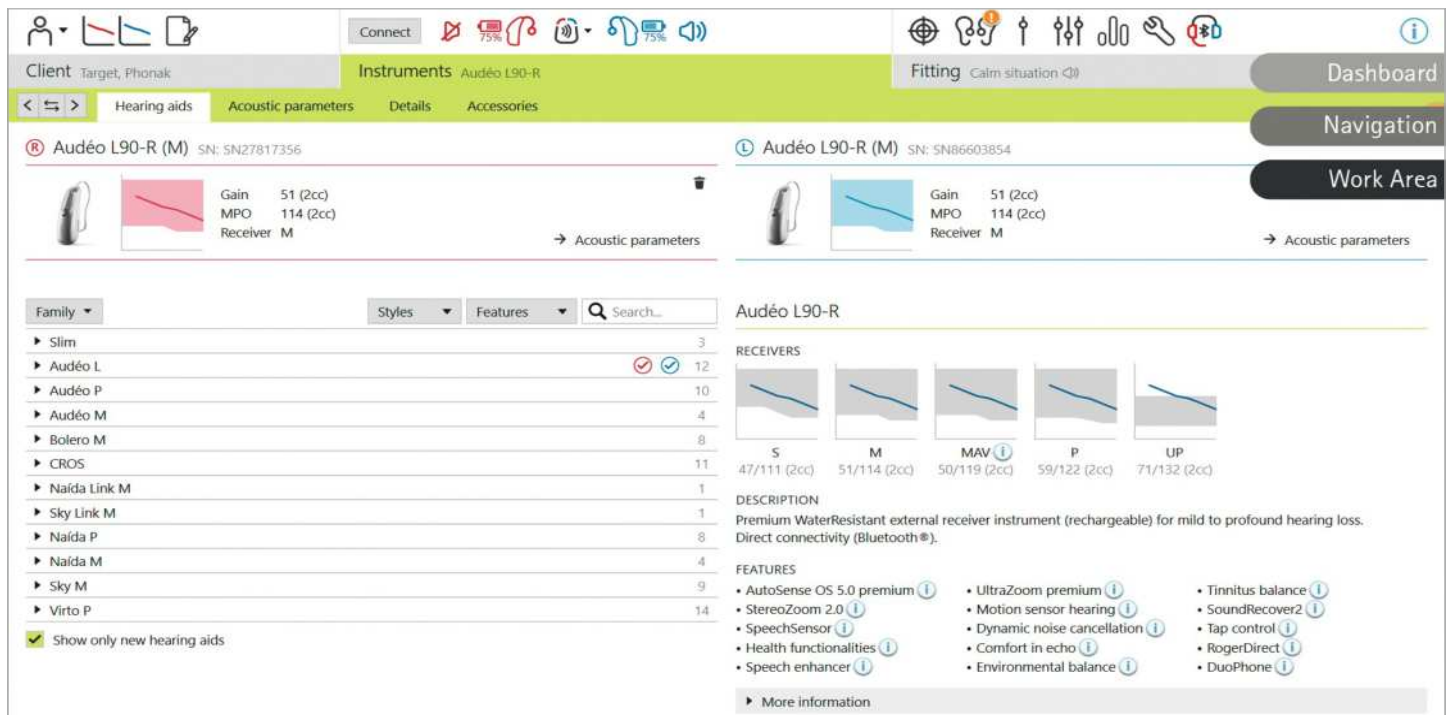 Connect
75%
75%
!
i
Client Target, Phonak
Instruments Audéo L90-R
Fitting Calm situation
Dashboard
Hearing aids Acoustic parameters Details Accessories
Navigation
Work Area
R Audéo L90-R (M) SN: SN27817356
Gain 51 (2cc)
MPO 114 (2cc)
Receiver M
→ Acoustic parameters
L Audéo L90-R (M) SN: SN86603854
Gain 51 (2cc)
MPO 114 (2cc)
Receiver M
→ Acoustic parameters
Family Styles Features Search...
Slim 3
Audéo L 12
Audéo P 10
Audéo M 4
Bolero M 8
CROS 11
Naída Link M 1
Sky Link M 1
Naída P 8
Naída M 4
Sky M 9
Virto P 14
Show only new hearing aids
Audéo L90-R
RECEIVERS
S M MAV i P UP
47/111 (2cc) 51/114 (2cc) 50/119 (2cc) 59/122 (2cc) 71/132 (2cc)
DESCRIPTION
Premium WaterResistant external receiver instrument (rechargeable) for mild to profound hearing loss.
Direct connectivity (Bluetooth®).
FEATURES
• AutoSense OS 5.0 premium i • UltraZoom premium i • Tinnitus balance i
• StereoZoom 2.0 i • Motion sensor hearing i • SoundRecover2 i
• SpeechSensor i • Dynamic noise cancellation i • Tap control i
• Health functionalities i • Comfort in echo i • RogerDirect i
• Speech enhancer i • Environmental balance i • DuoPhone i
More information